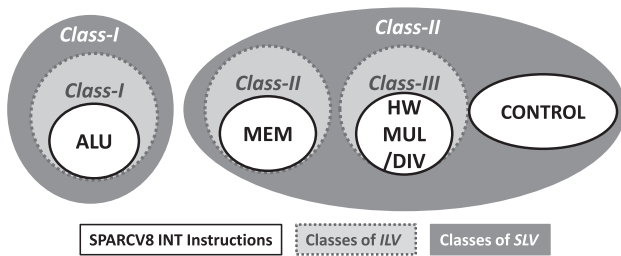 Class-I
Class-I
ALU
Class-II
Class-II
MEM
Class-III
HW
MUL
/DIV
CONTROL
SPARCV8 INT Instructions
Classes of ILV
Classes of SLV